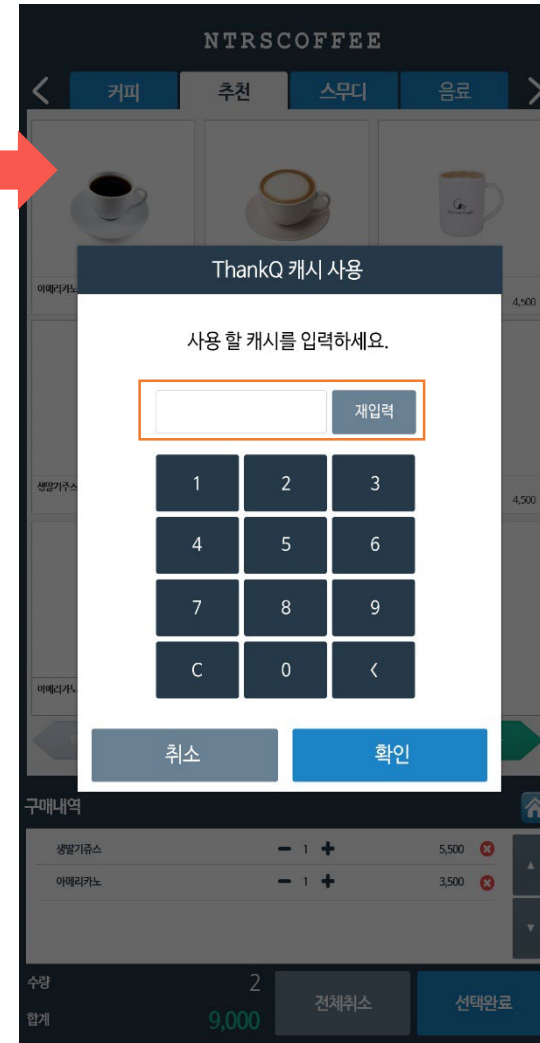 NTRSCOFFEE
< 커피 추천 스무디 음료 >
ThankQ 캐시 사용
아메리카노
4,500
사용 할 캐시를 입력하세요.
재입력
생딸기주스
4,500
1 2 3
4 5 6
7 8 9
C 0 <
아메리카노
취소 확인
구매내역
생딸기쥬스 - 1 + 5,500
아메리카노 - 1 + 3,500
수량 2
합계 9,000
전체취소 선택완료